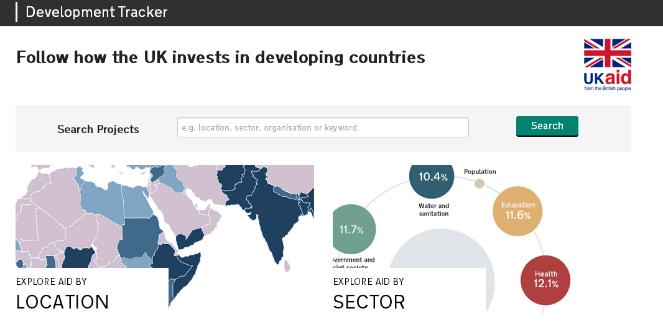 Development Tracker
Follow how the UK invests in developing countries
UKaid
from the British people
Search Projects
e.g. location, sector, organisation or keyword
Search
10.4%
Population
Water and
sanitation
Education
11.6%
11.7%
vernment and
Health
12.1%
EXPLORE AID BY
LOCATION
EXPLORE AID BY
SECTOR